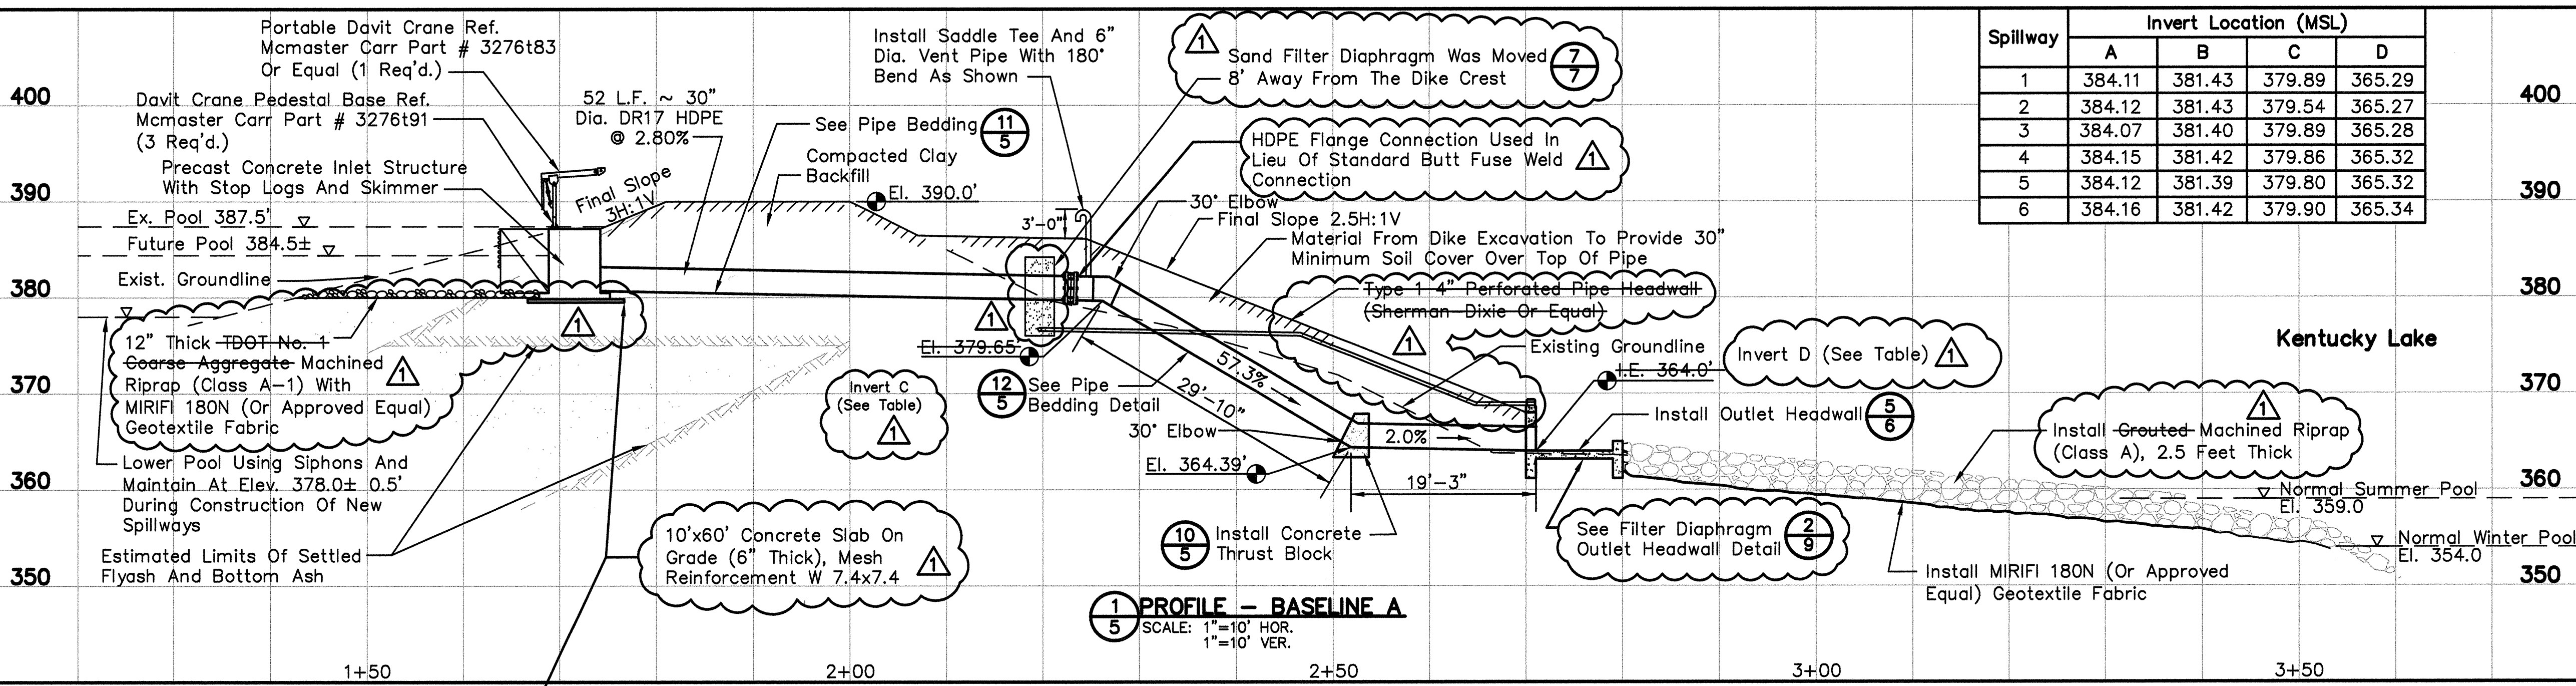 Portable Davit Crane Ref.
Mcmaster Carr Part # 3276t83
Or Equal (1 Req'd.)
Davit Crane Pedestal Base Ref.
Mcmaster Carr Part # 3276t91
(3 Req'd.)
Precast Concrete Inlet Structure
With Stop Logs And Skimmer
Ex. Pool 387.5'
Future Pool 384.5±
Exist. Groundline
12" Thick TDOT No. 1
Coarse Aggregate Machined
Riprap (Class A-1) With
MIRIFI 180N (Or Approved Equal)
Geotextile Fabric
1
Lower Pool Using Siphons And
Maintain At Elev. 378.0± 0.5'
During Construction Of New
Spillways
Estimated Limits Of Settled
Flyash And Bottom Ash
400
390
380
370
360
350
52 L.F. ~ 30"
Dia. DR17 HDPE
@ 2.80%
Final Slope
3H:1V
1
See Pipe Bedding
11
5
Compacted Clay
Backfill
El. 390.0'
Install Saddle Tee And 6"
Dia. Vent Pipe With 180°
Bend As Shown
3'-0"
1
Sand Filter Diaphragm Was Moved
8' Away From The Dike Crest
7
7
HDPE Flange Connection Used In
Lieu Of Standard Butt Fuse Weld
Connection
1
30° Elbow
Final Slope 2.5H:1V
Material From Dike Excavation To Provide 30"
Minimum Soil Cover Over Top Of Pipe
Type 1 4" Perforated Pipe Headwall
(Sherman-Dixie Or Equal)
1
1
El. 379.65'
12
5
See Pipe
Bedding Detail
57.3%
29'-10"
Existing Groundline
Invert C
(See Table)
1
I.E. 364.0'
Invert D (See Table)
1
30° Elbow
2.0%
El. 364.39'
19'-3"
Install Outlet Headwall
5
6
10
5
Install Concrete
Thrust Block
See Filter Diaphragm
Outlet Headwall Detail
2
9
10'x60' Concrete Slab On
Grade (6" Thick), Mesh
Reinforcement W 7.4x7.4
1
1
Install Grouted Machined Riprap
(Class A), 2.5 Feet Thick
Normal Summer Pool
El. 359.0
Normal Winter Pool
El. 354.0
Install MIRIFI 180N (Or Approved
Equal) Geotextile Fabric
Kentucky Lake
Spillway Invert Location (MSL)
A B C D
1 384.11 381.43 379.89 365.29
2 384.12 381.43 379.54 365.27
3 384.07 381.40 379.89 365.28
4 384.15 381.42 379.86 365.32
5 384.12 381.39 379.80 365.32
6 384.16 381.42 379.90 365.34
400
390
380
370
360
350
1
5
PROFILE - BASELINE A
SCALE: 1"=10' HOR.
1"=10' VER.
1+50 2+00 2+50 3+00 3+50